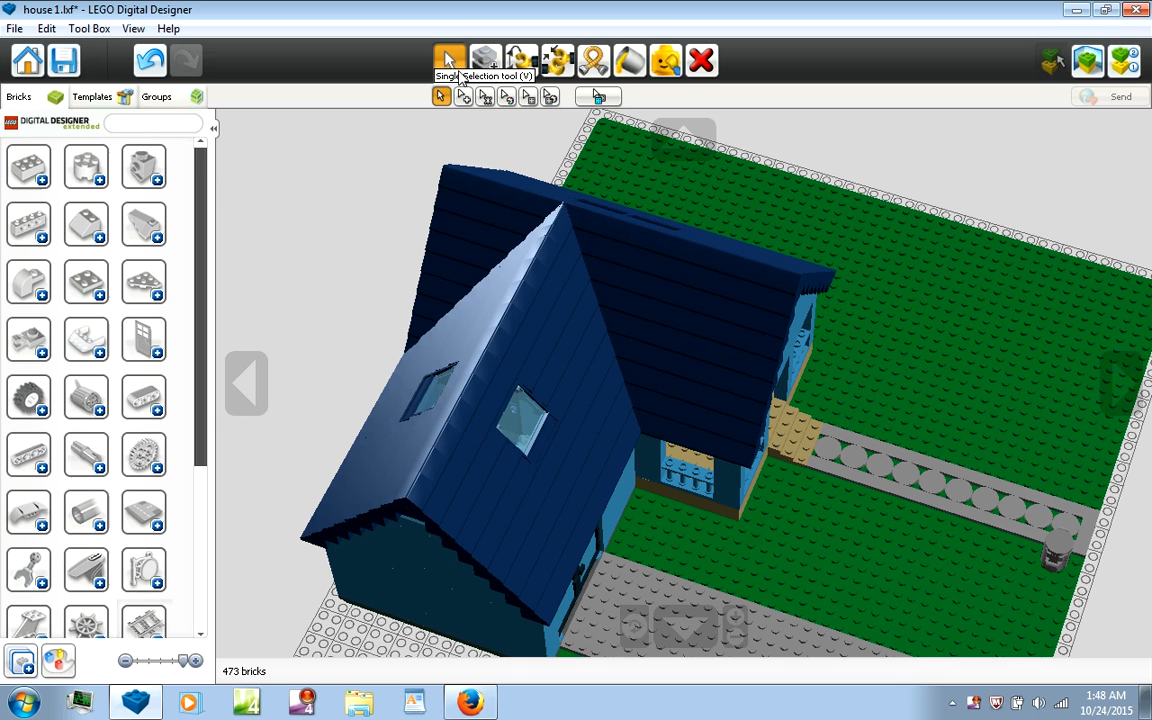 house 1.lxf* - LEGO Digital Designer
File Edit Tool Box View Help
Single Selection tool (V)
Bricks Templates Groups
Send
LEGO DIGITAL DESIGNER
extended
473 bricks
1:48 AM
10/24/2015